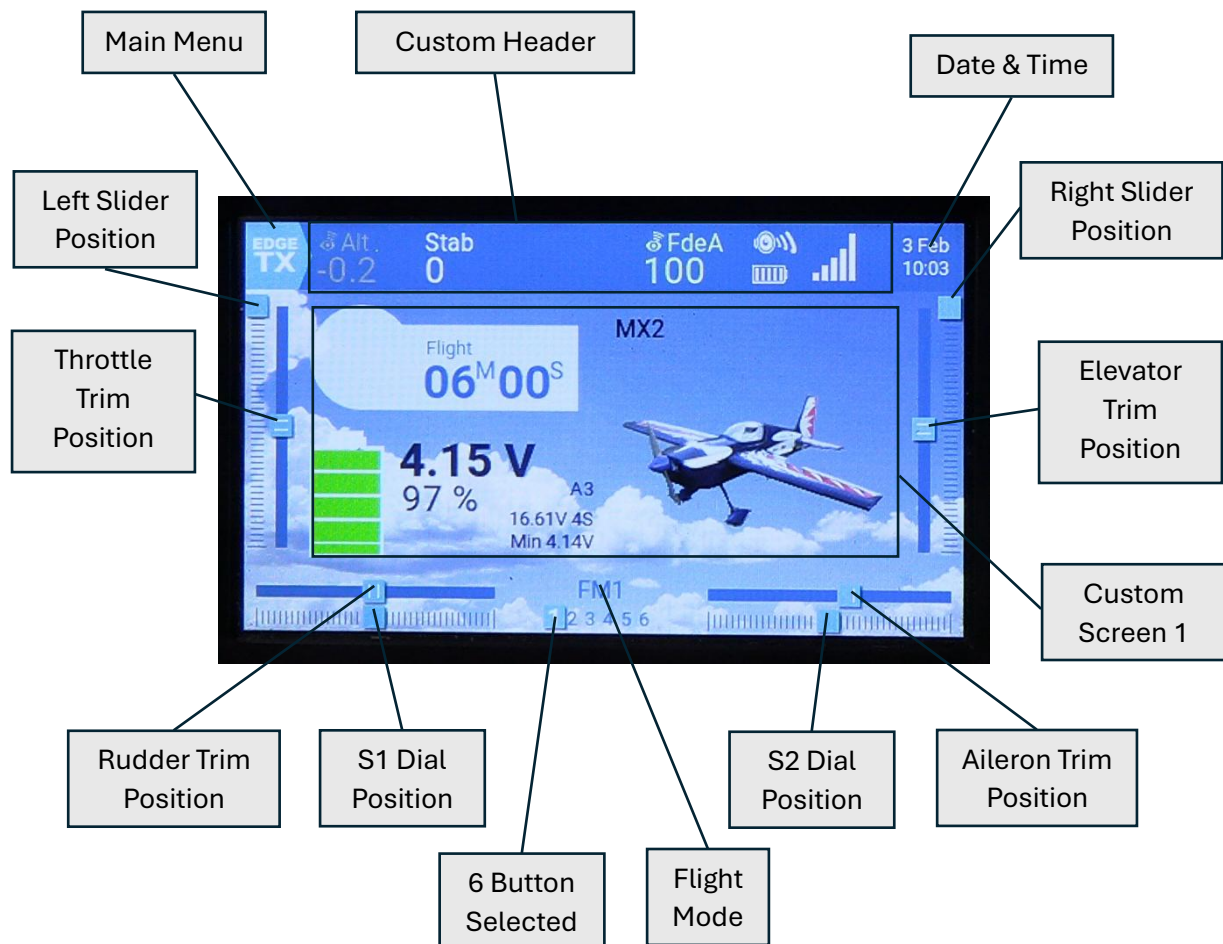 Main Menu
Custom Header
Date & Time
Left Slider
Position
Right Slider
Position
EDGE
TX
Alt.
-0.2
Stab
0
FdeA
100
3 Feb
10:03
Throttle
Trim
Position
Elevator
Trim
Position
MX2
Flight
06M00S
4.15 V
97 %
A3
16.61V 4S
Min 4.14V
FM1
1 2 3 4 5 6
Custom
Screen 1
Rudder Trim
Position
S1 Dial
Position
S2 Dial
Position
Aileron Trim
Position
6 Button
Selected
Flight
Mode